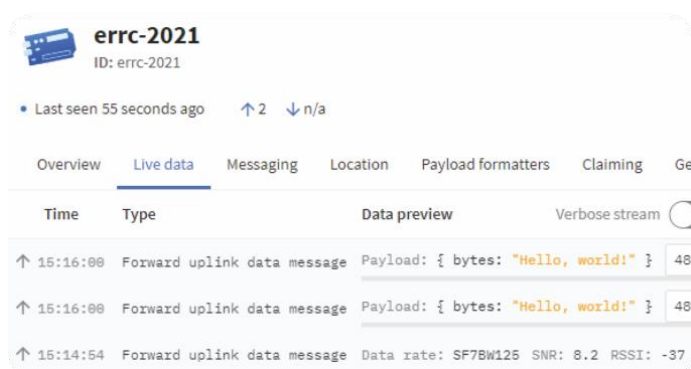 errc-2021
ID: errc-2021
Last seen 55 seconds ago ↑ 2 ↓ n/a
Overview Live data Messaging Location Payload formatters Claiming Ge
Time Type Data preview Verbose stream
↑ 15:16:00 Forward uplink data message Payload: { bytes: "Hello, world!" } 48
↑ 15:16:00 Forward uplink data message Payload: { bytes: "Hello, world!" } 48
↑ 15:14:54 Forward uplink data message Data rate: SF7BW125 SNR: 8.2 RSSI: -37